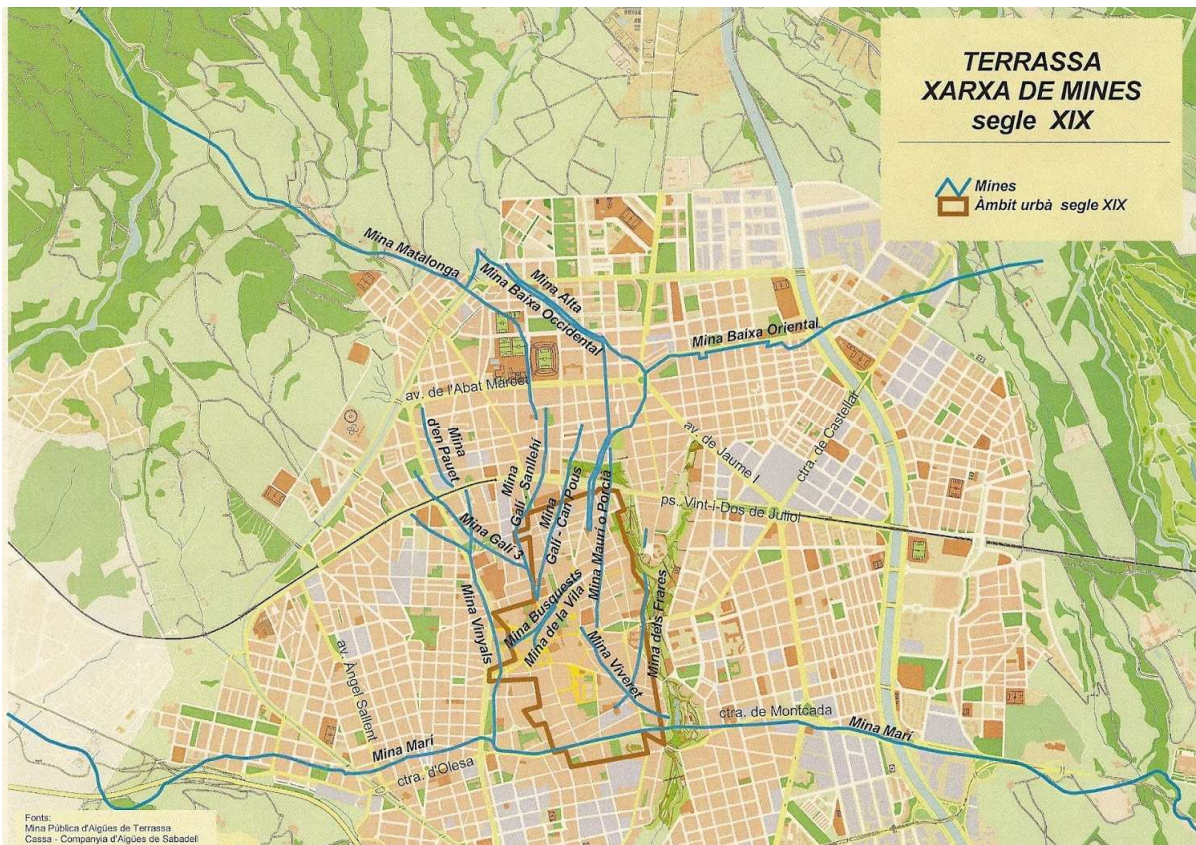 TERRASSA
XARXA DE MINES
segle XIX
Mines
Àmbit urbà segle XIX
Mina Matalonga
Mina Alta
Mina Baixa Occidental
Mina Baixa Oriental
av. de l'Abat Marcet
Mina
d'en Pauet
Mina
Galí - Sanllehí
Mina
Galí - Can Pous
av. de Jaume I
ctra. de Castellar
ps. Vint-i-Dos de Juliol
Mina Galí 3
Mina Maurí o Porcia
Mina Busquests
Mina de la Vila
Mina dels Frares
Mina Vinyals
Mina Viveret
av. Àngel Sallent
ctra. de Montcada
Mina Marí
Mina Marí
ctra. d'Olesa
Fonts:
Mina Pública d'Aigües de Terrassa
Cassa - Companyia d'Aigües de Sabadell